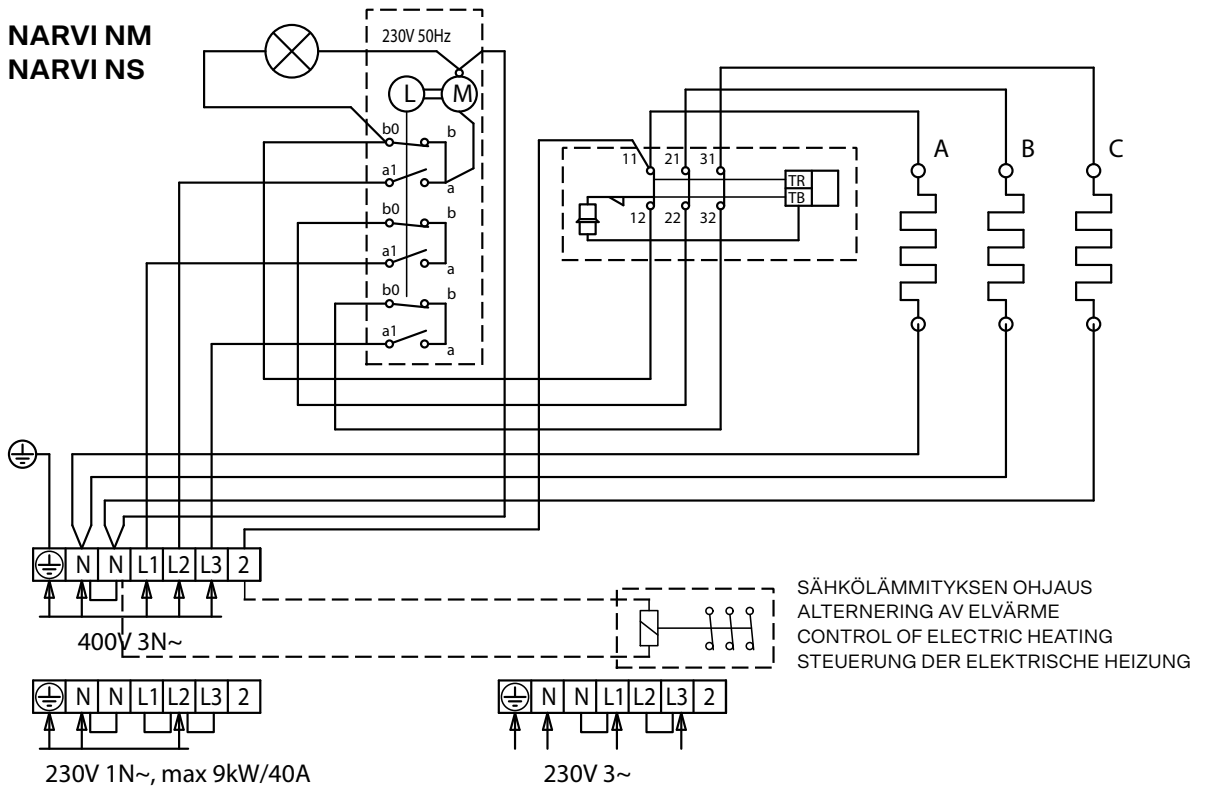 NARVI NM
NARVI NS
230V 50Hz
L M
b0 b
a1 a
b0 b
a1 a
b0 b
a1 a
11 21 31
TR
TB
12 22 32
A B C
N N L1 L2 L3 2
400V 3N~
SÄHKÖLÄMMITYKSEN OHJAUS
ALTERNERING AV ELVÄRME
CONTROL OF ELECTRIC HEATING
STEUERUNG DER ELEKTRISCHE HEIZUNG
N N L1 L2 L3 2
230V 1N~, max 9kW/40A
N N L1 L2 L3 2
230V 3~